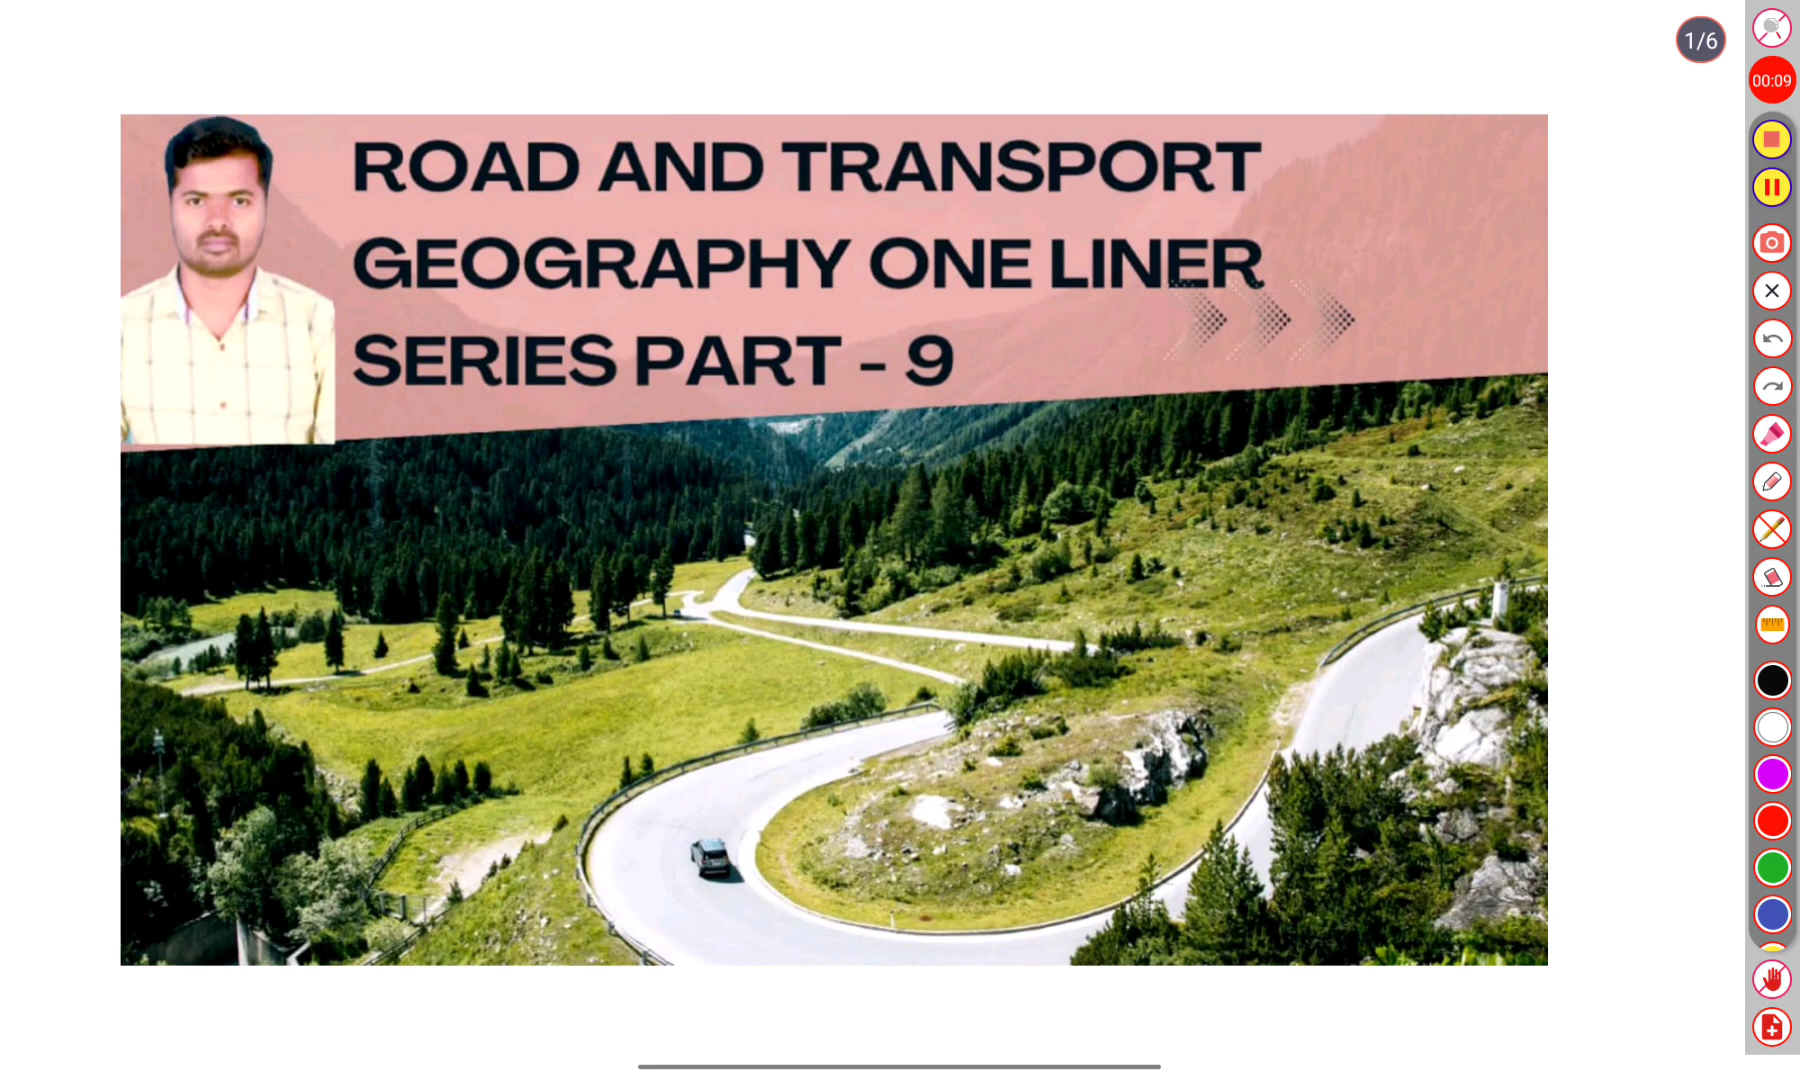 1/6
00:09
ROAD AND TRANSPORT
GEOGRAPHY ONE LINER
SERIES PART - 9